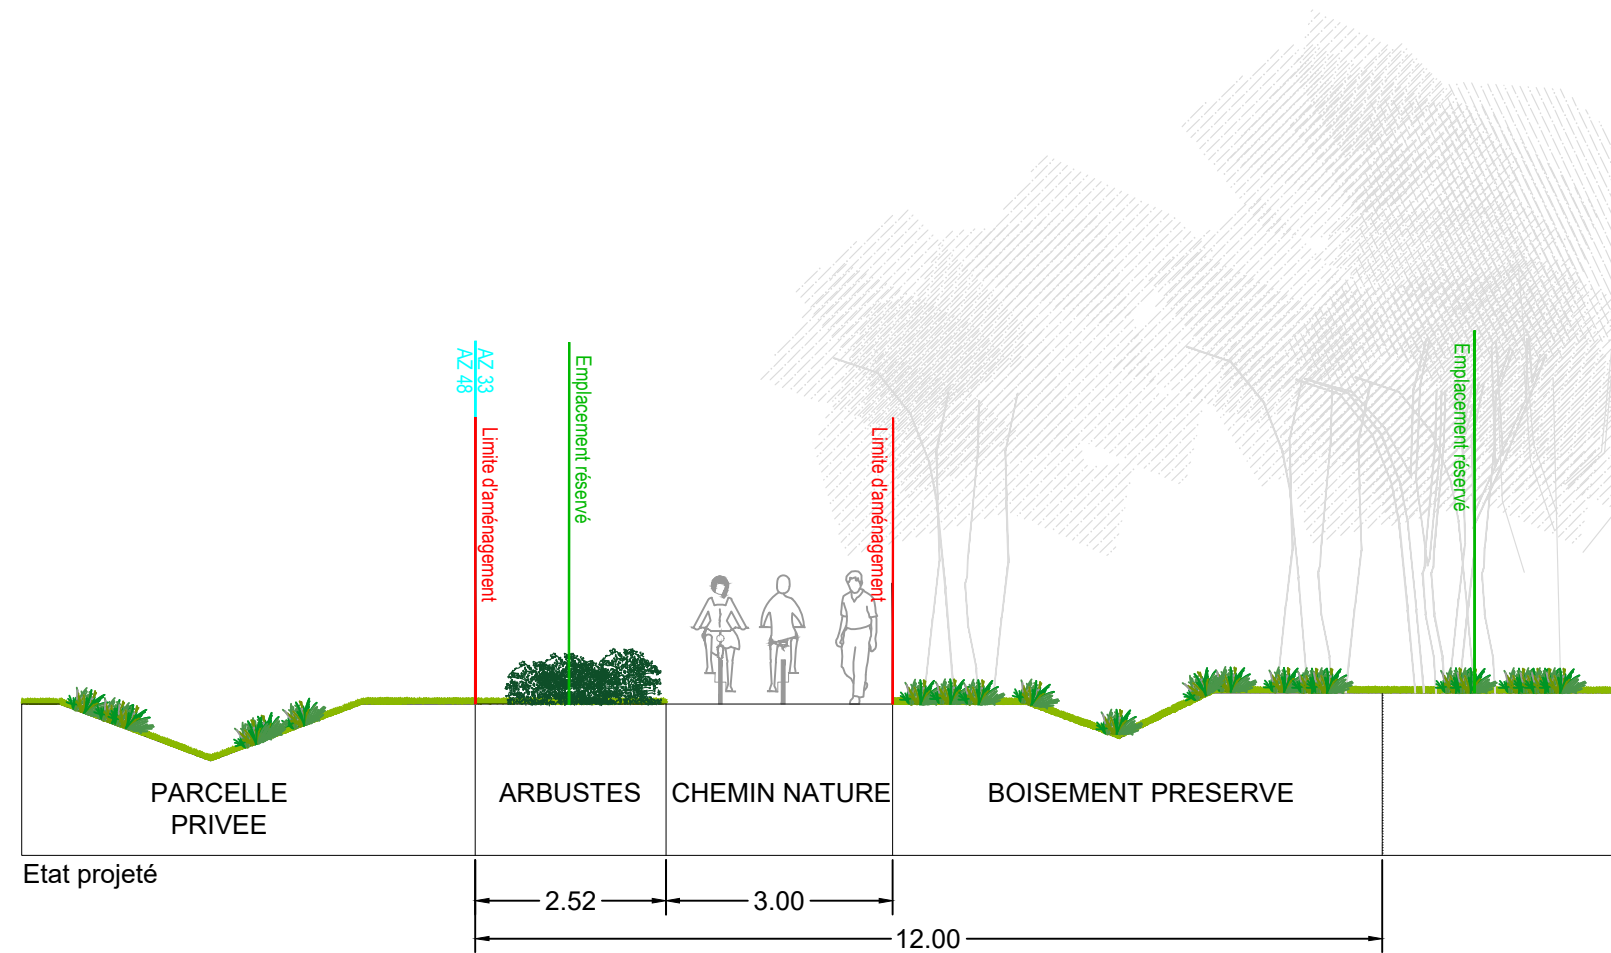 AZ 33
AZ 48
Limite d'aménagement
Emplacement réservé
Limite d'aménagement
Emplacement réservé
PARCELLE
PRIVEE
ARBUSTES
CHEMIN NATURE
BOISEMENT PRESERVE
Etat projeté
2.52
3.00
12.00